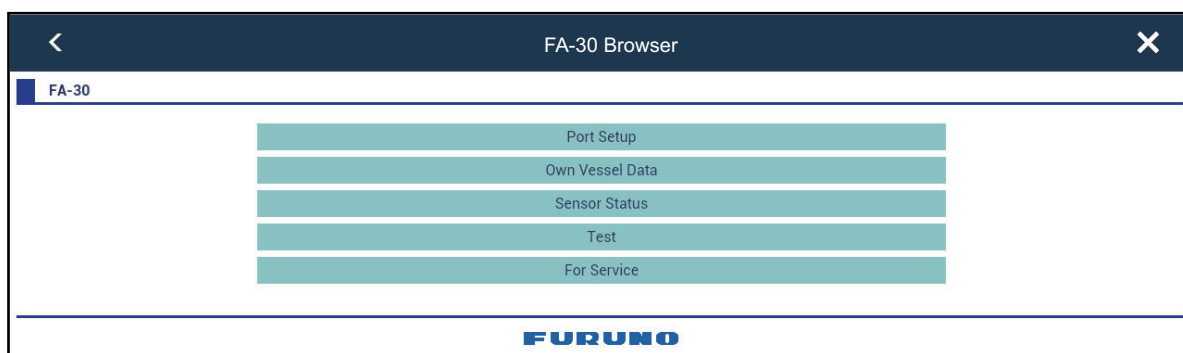 FA-30 Browser
FA-30
Port Setup
Own Vessel Data
Sensor Status
Test
For Service
FURUNO